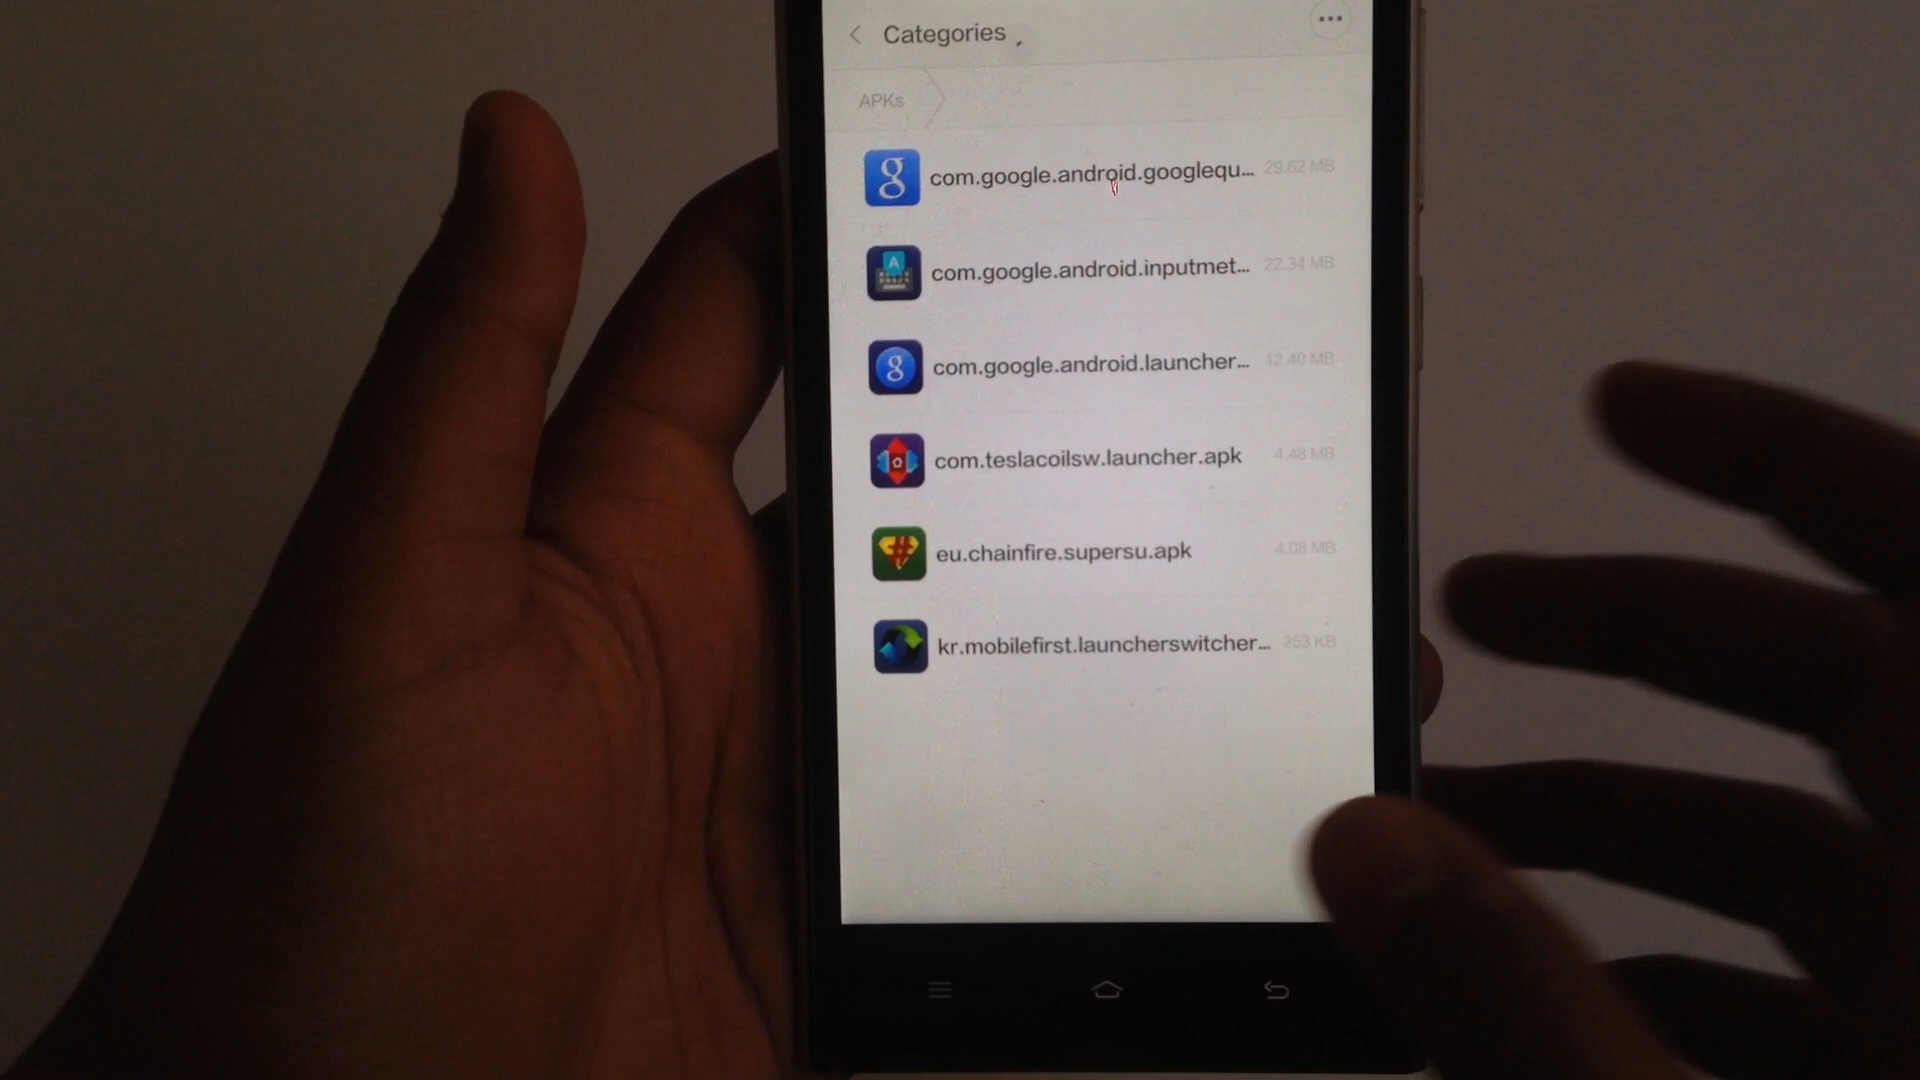 Categories
APKs
com.google.android.googlequ... 29.62 MB
com.google.android.inputmet... 22.34 MB
com.google.android.launcher... 12.40 MB
com.teslacoilsw.launcher.apk 4.48 MB
eu.chainfire.supersu.apk 4.08 MB
kr.mobilefirst.launcherswitcher... 253 KB